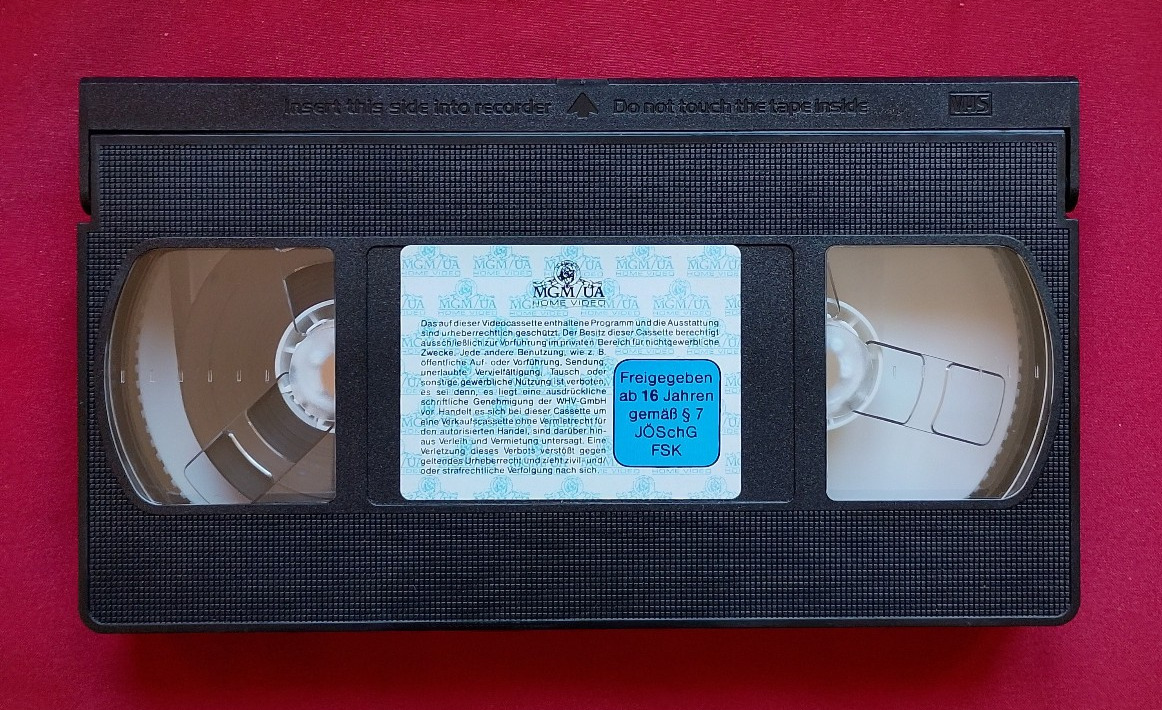 Insert this side into recorder Do not touch the tape inside VHS
MGM/UA
HOME VIDEO
Das auf dieser Videocassette enthaltene Programm und die Ausstattung
sind urheberrechtlich geschützt. Der Besitz dieser Cassette berechtigt
ausschließlich zur Vorführung im privaten Bereich für nichtgewerbliche
Zwecke. Jede andere Benutzung, wie z. B.
öffentliche Auf- oder Vorführung, Sendung,
unerlaubte Vervielfältigung, Tausch oder
sonstige gewerbliche Nutzung ist verboten,
es sei denn, es liegt eine ausdrückliche
schriftliche Genehmigung der WHV-GmbH
vor. Handelt es sich bei dieser Cassette um
eine Verkaufscassette ohne Vermietrecht für
den autorisierten Handel, sind darüber hin-
aus Verleih und Vermietung untersagt. Eine
Verletzung dieses Verbots verstößt gegen
geltendes Urheberrecht und zieht zivil- und/
oder strafrechtliche Verfolgung nach sich.
Freigegeben
ab 16 Jahren
gemäß § 7
JÖSchG
FSK